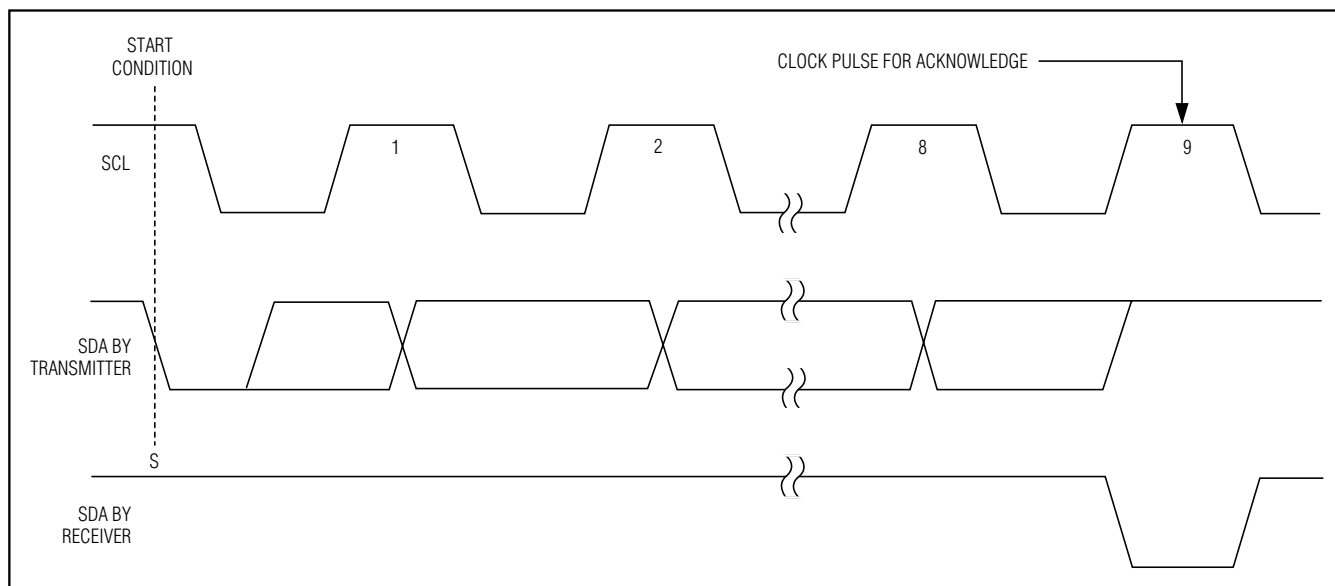 START
CONDITION
CLOCK PULSE FOR ACKNOWLEDGE
SCL
1
2
8
9
SDA BY
TRANSMITTER
S
SDA BY
RECEIVER